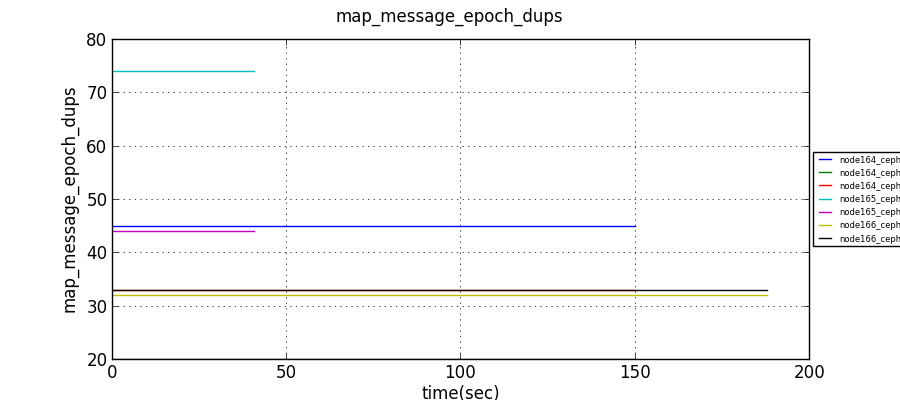 map_message_epoch_dups
map_message_epoch_dups
80
70
60
50
40
30
20
0 50 100 150 200
time(sec)
node164_ceph
node164_ceph
node164_ceph
node165_ceph
node165_ceph
node166_ceph
node166_ceph